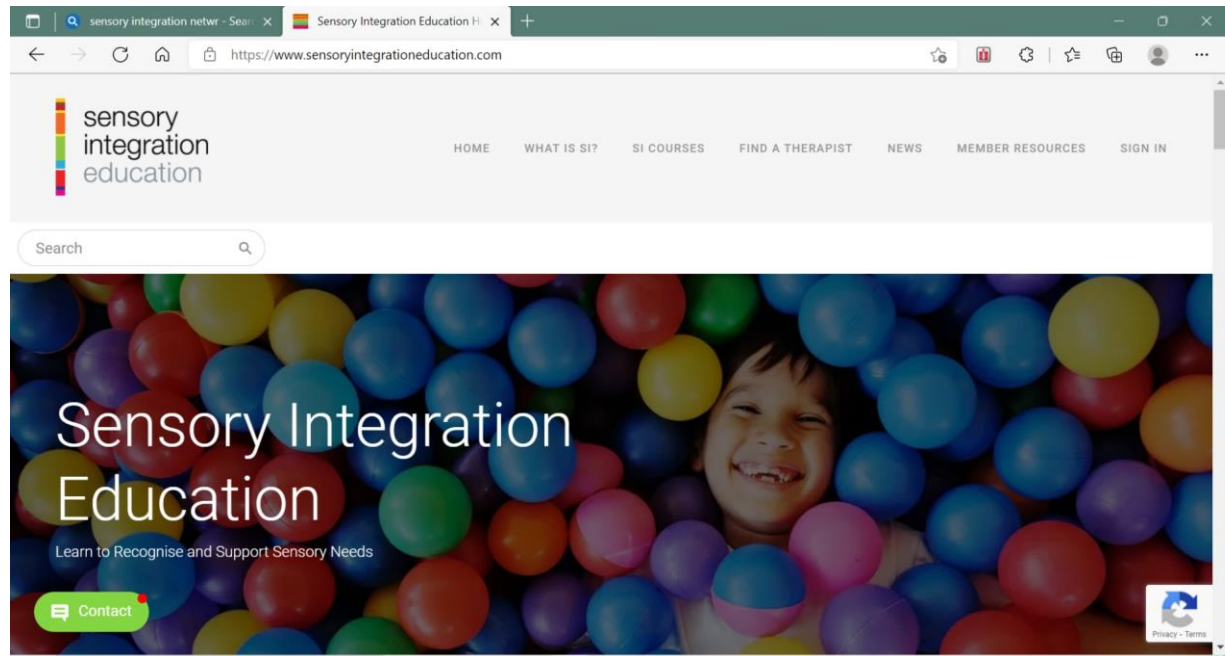 sensory integration netwr - Sear
Sensory Integration Education H
https://www.sensoryintegrationeducation.com
sensory
integration
education
HOME WHAT IS SI? SI COURSES FIND A THERAPIST NEWS MEMBER RESOURCES SIGN IN
Search
Sensory Integration
Education
Learn to Recognise and Support Sensory Needs
Contact
Privacy - Terms